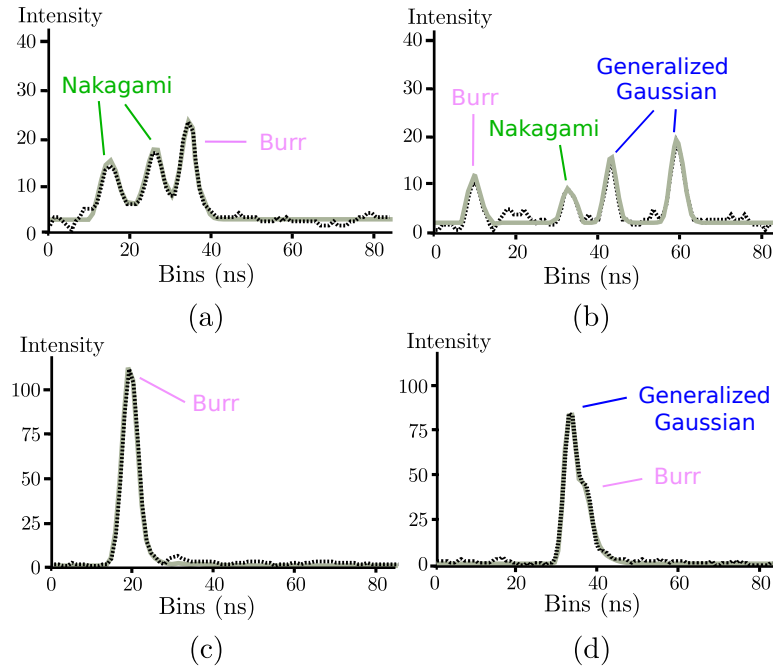 Intensity
40
30
20
10
0
Nakagami
Burr
0
20
40
60
80
Bins (ns)
(a)
Intensity
40
30
20
10
0
Burr
Nakagami
Generalized
Gaussian
0
20
40
60
80
Bins (ns)
(b)
Intensity
100
75
50
25
0
Burr
0
20
40
60
80
Bins (ns)
(c)
Intensity
100
75
50
25
0
Generalized
Gaussian
Burr
0
20
40
60
80
Bins (ns)
(d)